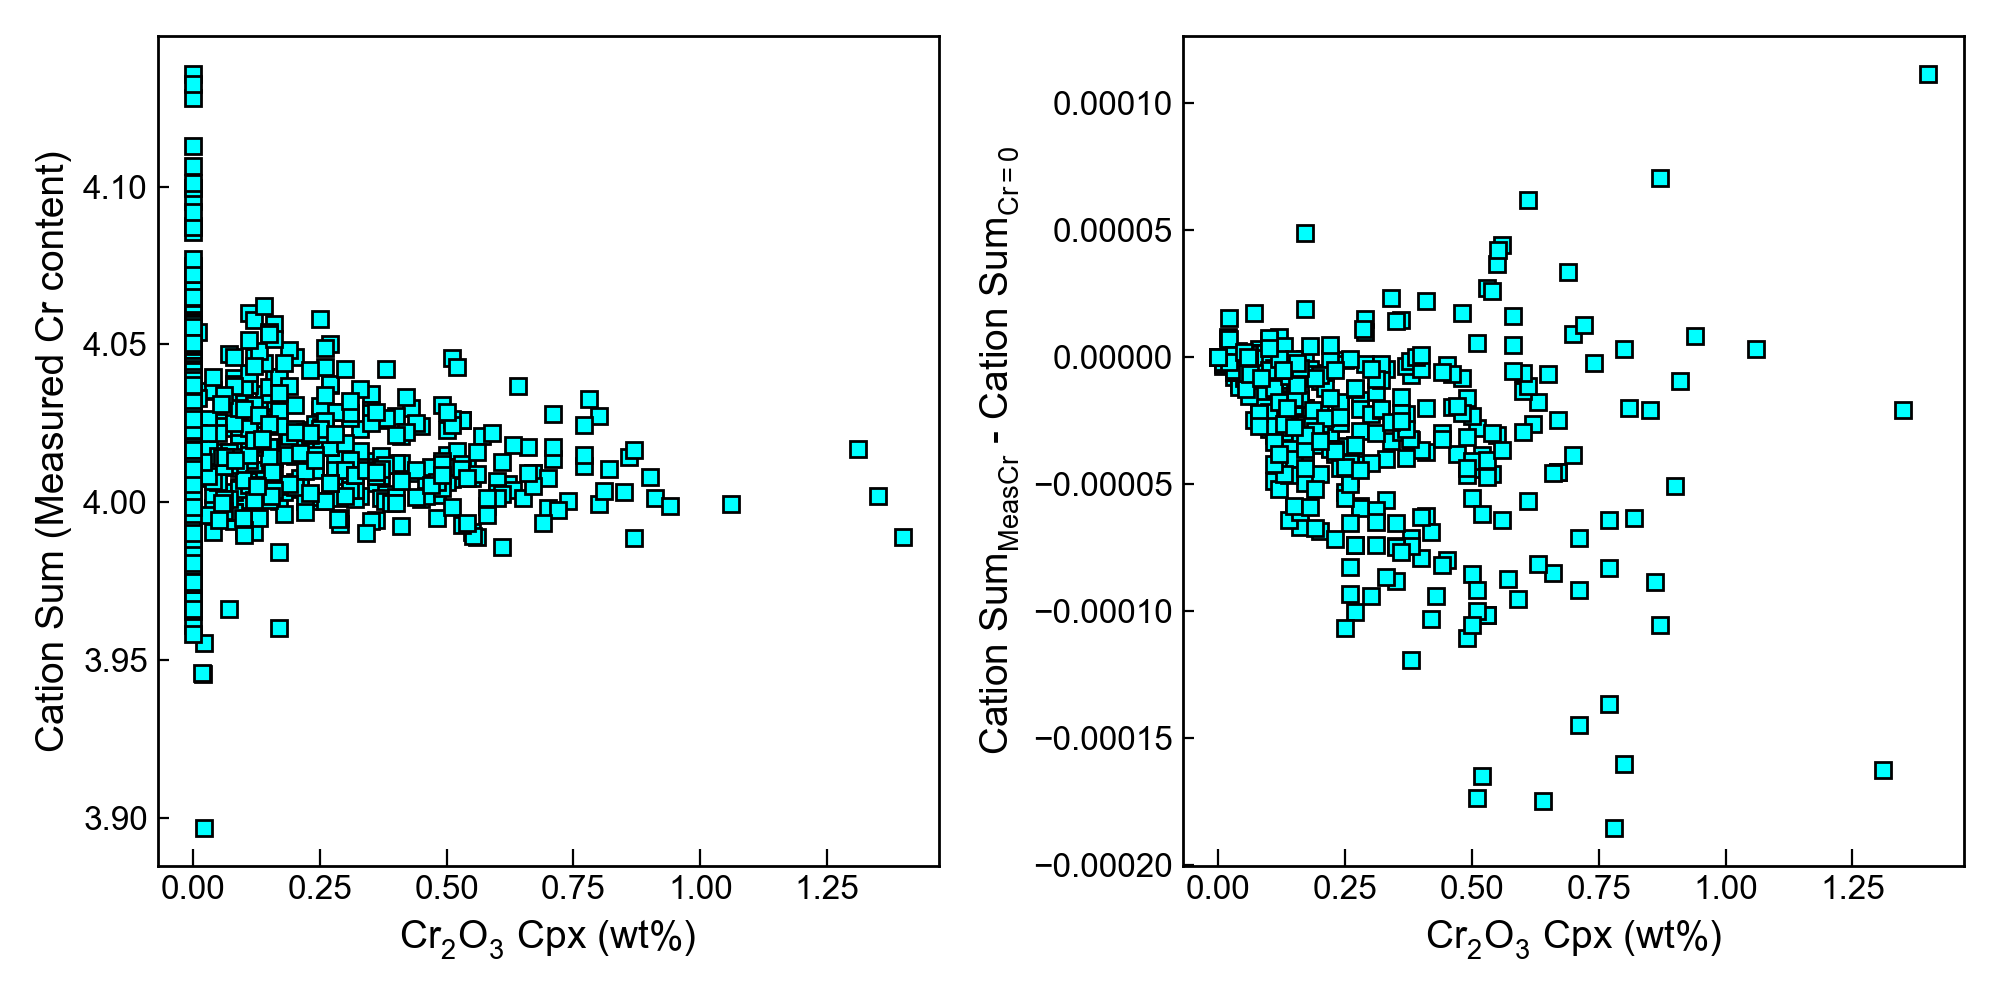 Cation Sum (Measured Cr content)
4.10
4.05
4.00
3.95
3.90
0.00 0.25 0.50 0.75 1.00 1.25
Cr₂O₃ Cpx (wt%)
Cation Sum_MeasCr - Cation Sum_Cr=0
0.00010
0.00005
0.00000
−0.00005
−0.00010
−0.00015
−0.00020
0.00 0.25 0.50 0.75 1.00 1.25
Cr₂O₃ Cpx (wt%)